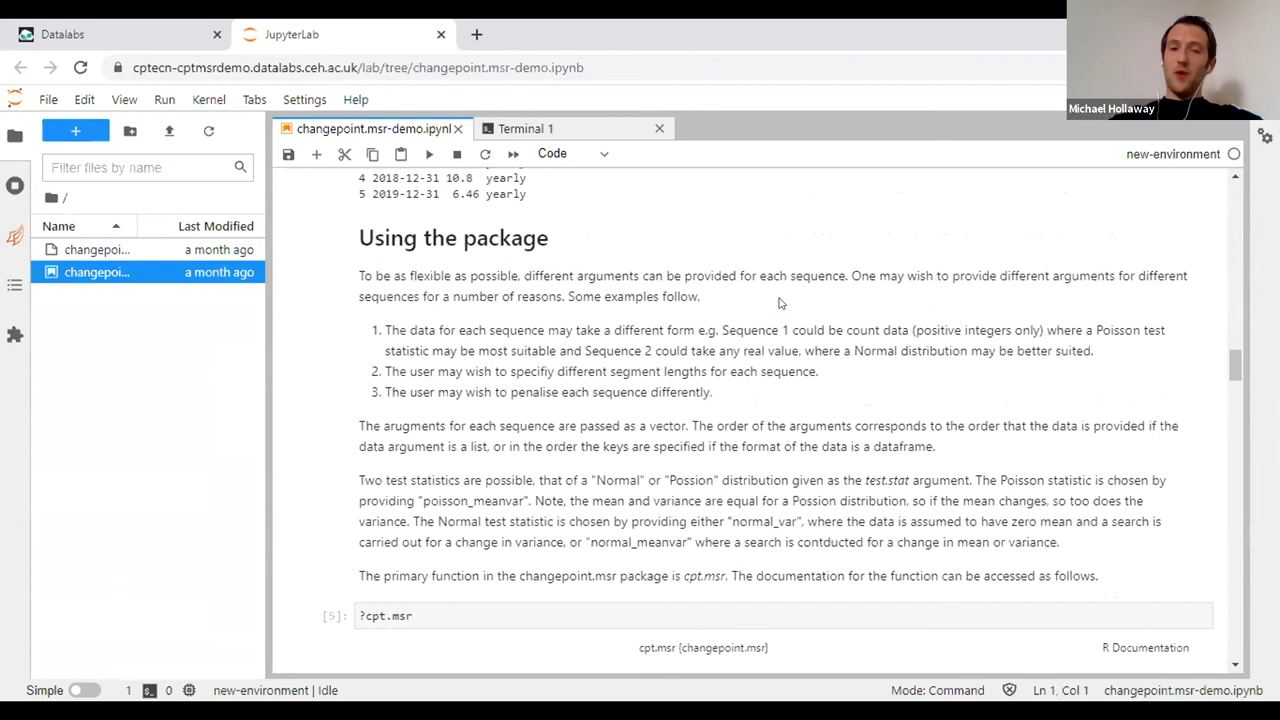 Datalabs
JupyterLab
cptecn-cptmsrdemo.datalabs.ceh.ac.uk/lab/tree/changepoint.msr-demo.ipynb
Michael Hollaway
File Edit View Run Kernel Tabs Settings Help
changepoint.msr-demo.ipynl
Terminal 1
Filter files by name
Code
new-environment
/
Name
Last Modified
changepoi... a month ago
changepoi... a month ago
4 2018-12-31 10.8 yearly
5 2019-12-31 6.46 yearly
Using the package
To be as flexible as possible, different arguments can be provided for each sequence. One may wish to provide different arguments for different
sequences for a number of reasons. Some examples follow,
1. The data for each sequence may take a different form e.g. Sequence 1 could be count data (positive integers only) where a Poisson test
statistic may be most suitable and Sequence 2 could take any real value, where a Normal distribution may be better suited.
2. The user may wish to specifiy different segment lengths for each sequence.
3. The user may wish to penalise each sequence differently.
The arugments for each sequence are passed as a vector. The order of the arguments corresponds to the order that the data is provided if the
data argument is a list, or in the order the keys are specified if the format of the data is a dataframe.
Two test statistics are possible, that of a "Normal" or "Possion" distribution given as the test.stat argument. The Poisson statistic is chosen by
providing "poisson_meanvar". Note, the mean and variance are equal for a Possion distribution, so if the mean changes, so too does the
variance. The Normal test statistic is chosen by providing either "normal_var", where the data is assumed to have zero mean and a search is
carried out for a change in variance, or "normal_meanvar" where a search is contducted for a change in mean or variance.
The primary function in the changepoint.msr package is cpt.msr. The documentation for the function can be accessed as follows.
[5]: ?cpt.msr
cpt.msr {changepoint.msr}
R Documentation
Simple 1 0 new-environment | Idle
Mode: Command Ln 1, Col 1 changepoint.msr-demo.ipynb